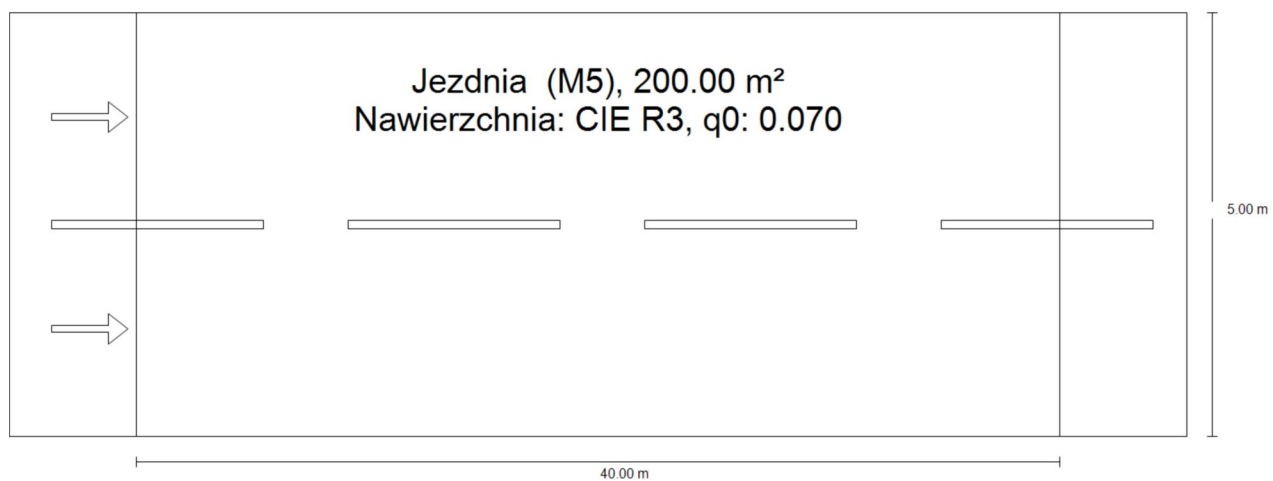 Jezdnia (M5), 200.00 m²
Nawierzchnia: CIE R3, q0: 0.070
5.00 m
40.00 m